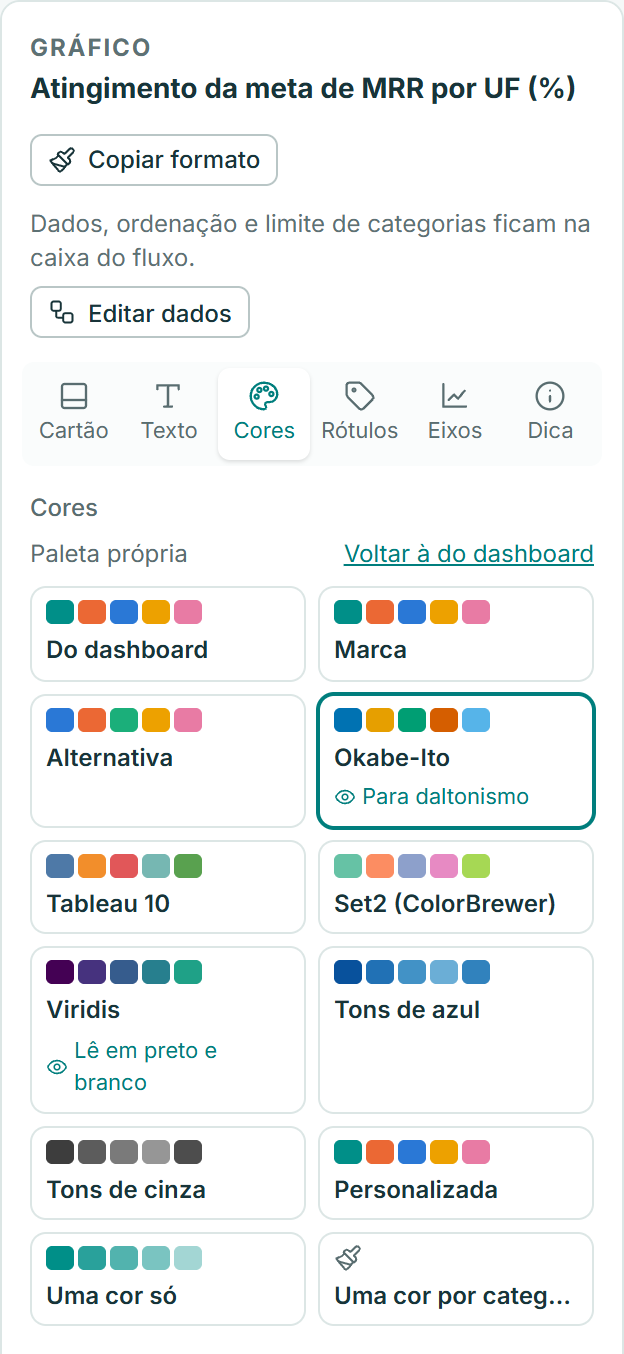 GRÁFICO
Atingimento da meta de MRR por UF (%)
Copiar formato
Dados, ordenação e limite de categorias ficam na
caixa do fluxo.
Editar dados
Cartão
Texto
Cores
Rótulos
Eixos
Dica
Cores
Paleta própria
Voltar à do dashboard
Do dashboard
Marca
Alternativa
Okabe-Ito
Para daltonismo
Tableau 10
Set2 (ColorBrewer)
Viridis
Lê em preto e
branco
Tons de azul
Tons de cinza
Personalizada
Uma cor só
Uma cor por categ...